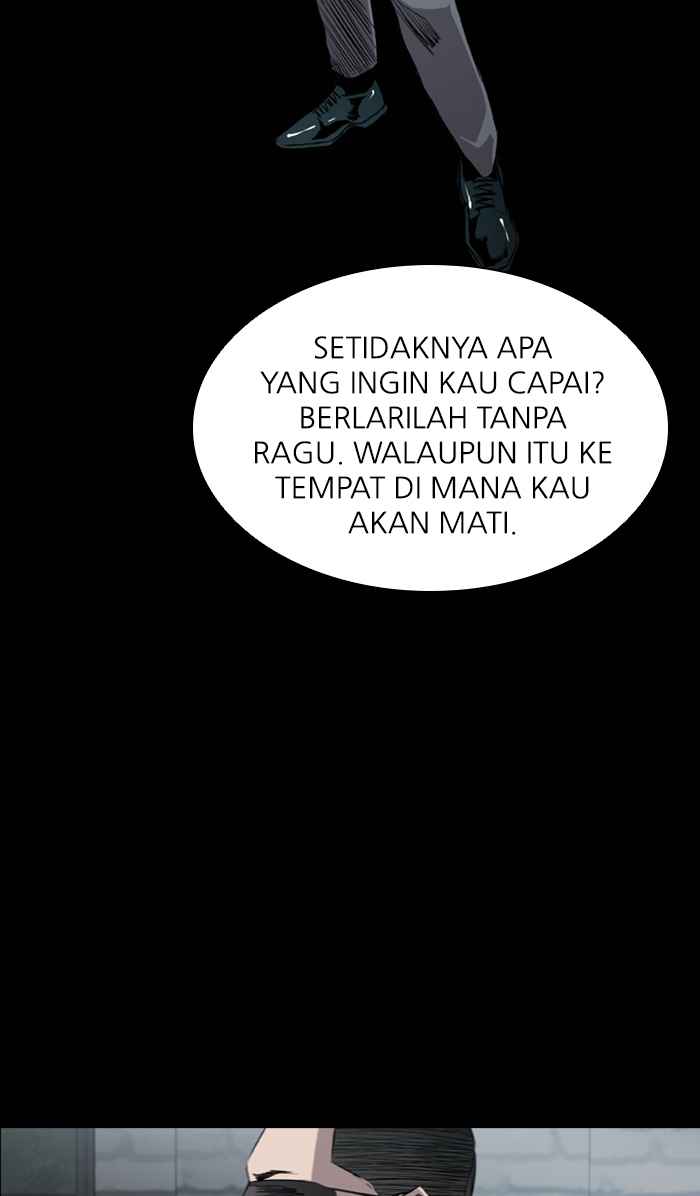 SETIDAKNYA APA
YANG INGIN KAU CAPAI?
BERLARILAH TANPA
RAGU. WALAUPUN ITU KE
TEMPAT DI MANA KAU
AKAN MATI.